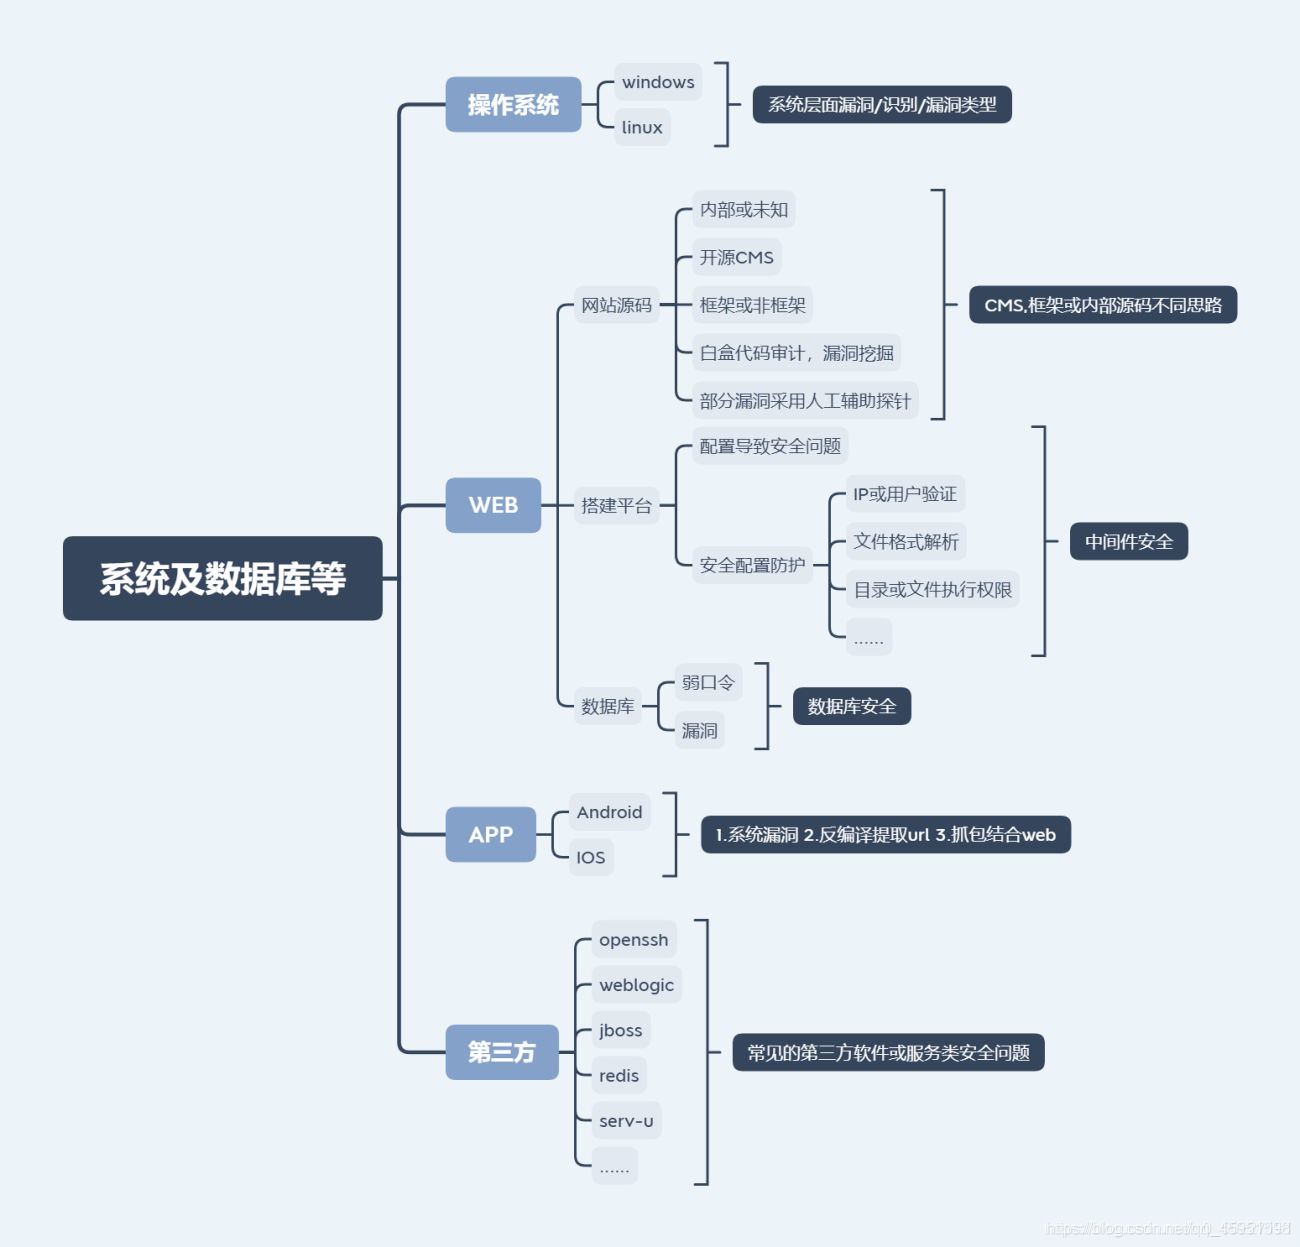 系统及数据库等
操作系统
windows
linux
系统层面漏洞/识别/漏洞类型
WEB
网站源码
内部或未知
开源CMS
框架或非框架
白盒代码审计，漏洞挖掘
部分漏洞采用人工辅助探针
CMS,框架或内部源码不同思路
搭建平台
配置导致安全问题
安全配置防护
IP或用户验证
文件格式解析
目录或文件执行权限
......
中间件安全
数据库
弱口令
漏洞
数据库安全
APP
Android
IOS
1.系统漏洞 2.反编译提取url 3.抓包结合web
第三方
openssh
weblogic
jboss
redis
serv-u
......
常见的第三方软件或服务类安全问题